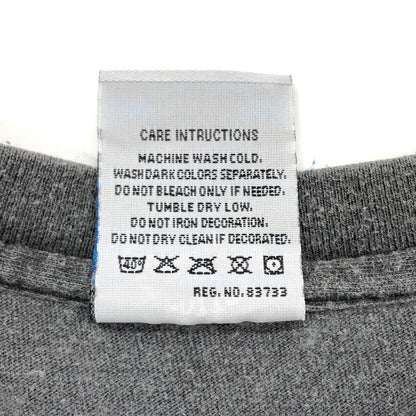 CARE INTRUCTIONS
MACHINE WASH COLD.
WASH DARK COLORS SEPARATELY.
DO NOT BLEACH ONLY IF NEEDED.
TUMBLE DRY LOW.
DO NOT IRON DECORATION.
DO NOT DRY CLEAN IF DECORATED.
40°
REG. NO. 83733